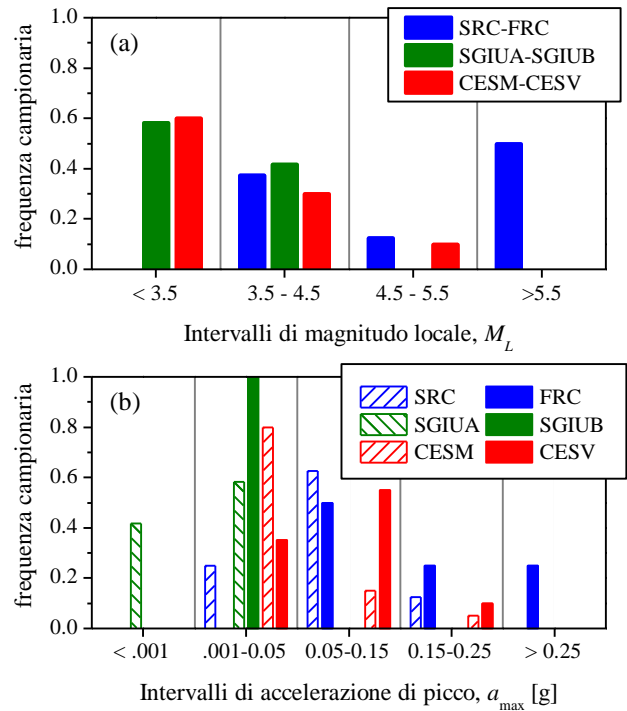 1.0
(a)
SRC-FRC
SGIUA-SGIUB
CESM-CESV
0.8
0.6
0.4
0.2
0.0
frequenza campionaria
< 3.5
3.5 - 4.5
4.5 - 5.5
>5.5
Intervalli di magnitudo locale, M_L
1.0
(b)
SRC
FRC
SGIUA
SGIUB
CESM
CESV
0.8
0.6
0.4
0.2
0.0
frequenza campionaria
< .001
.001-0.05
0.05-0.15
0.15-0.25
> 0.25
Intervalli di accelerazione di picco, a_max [g]